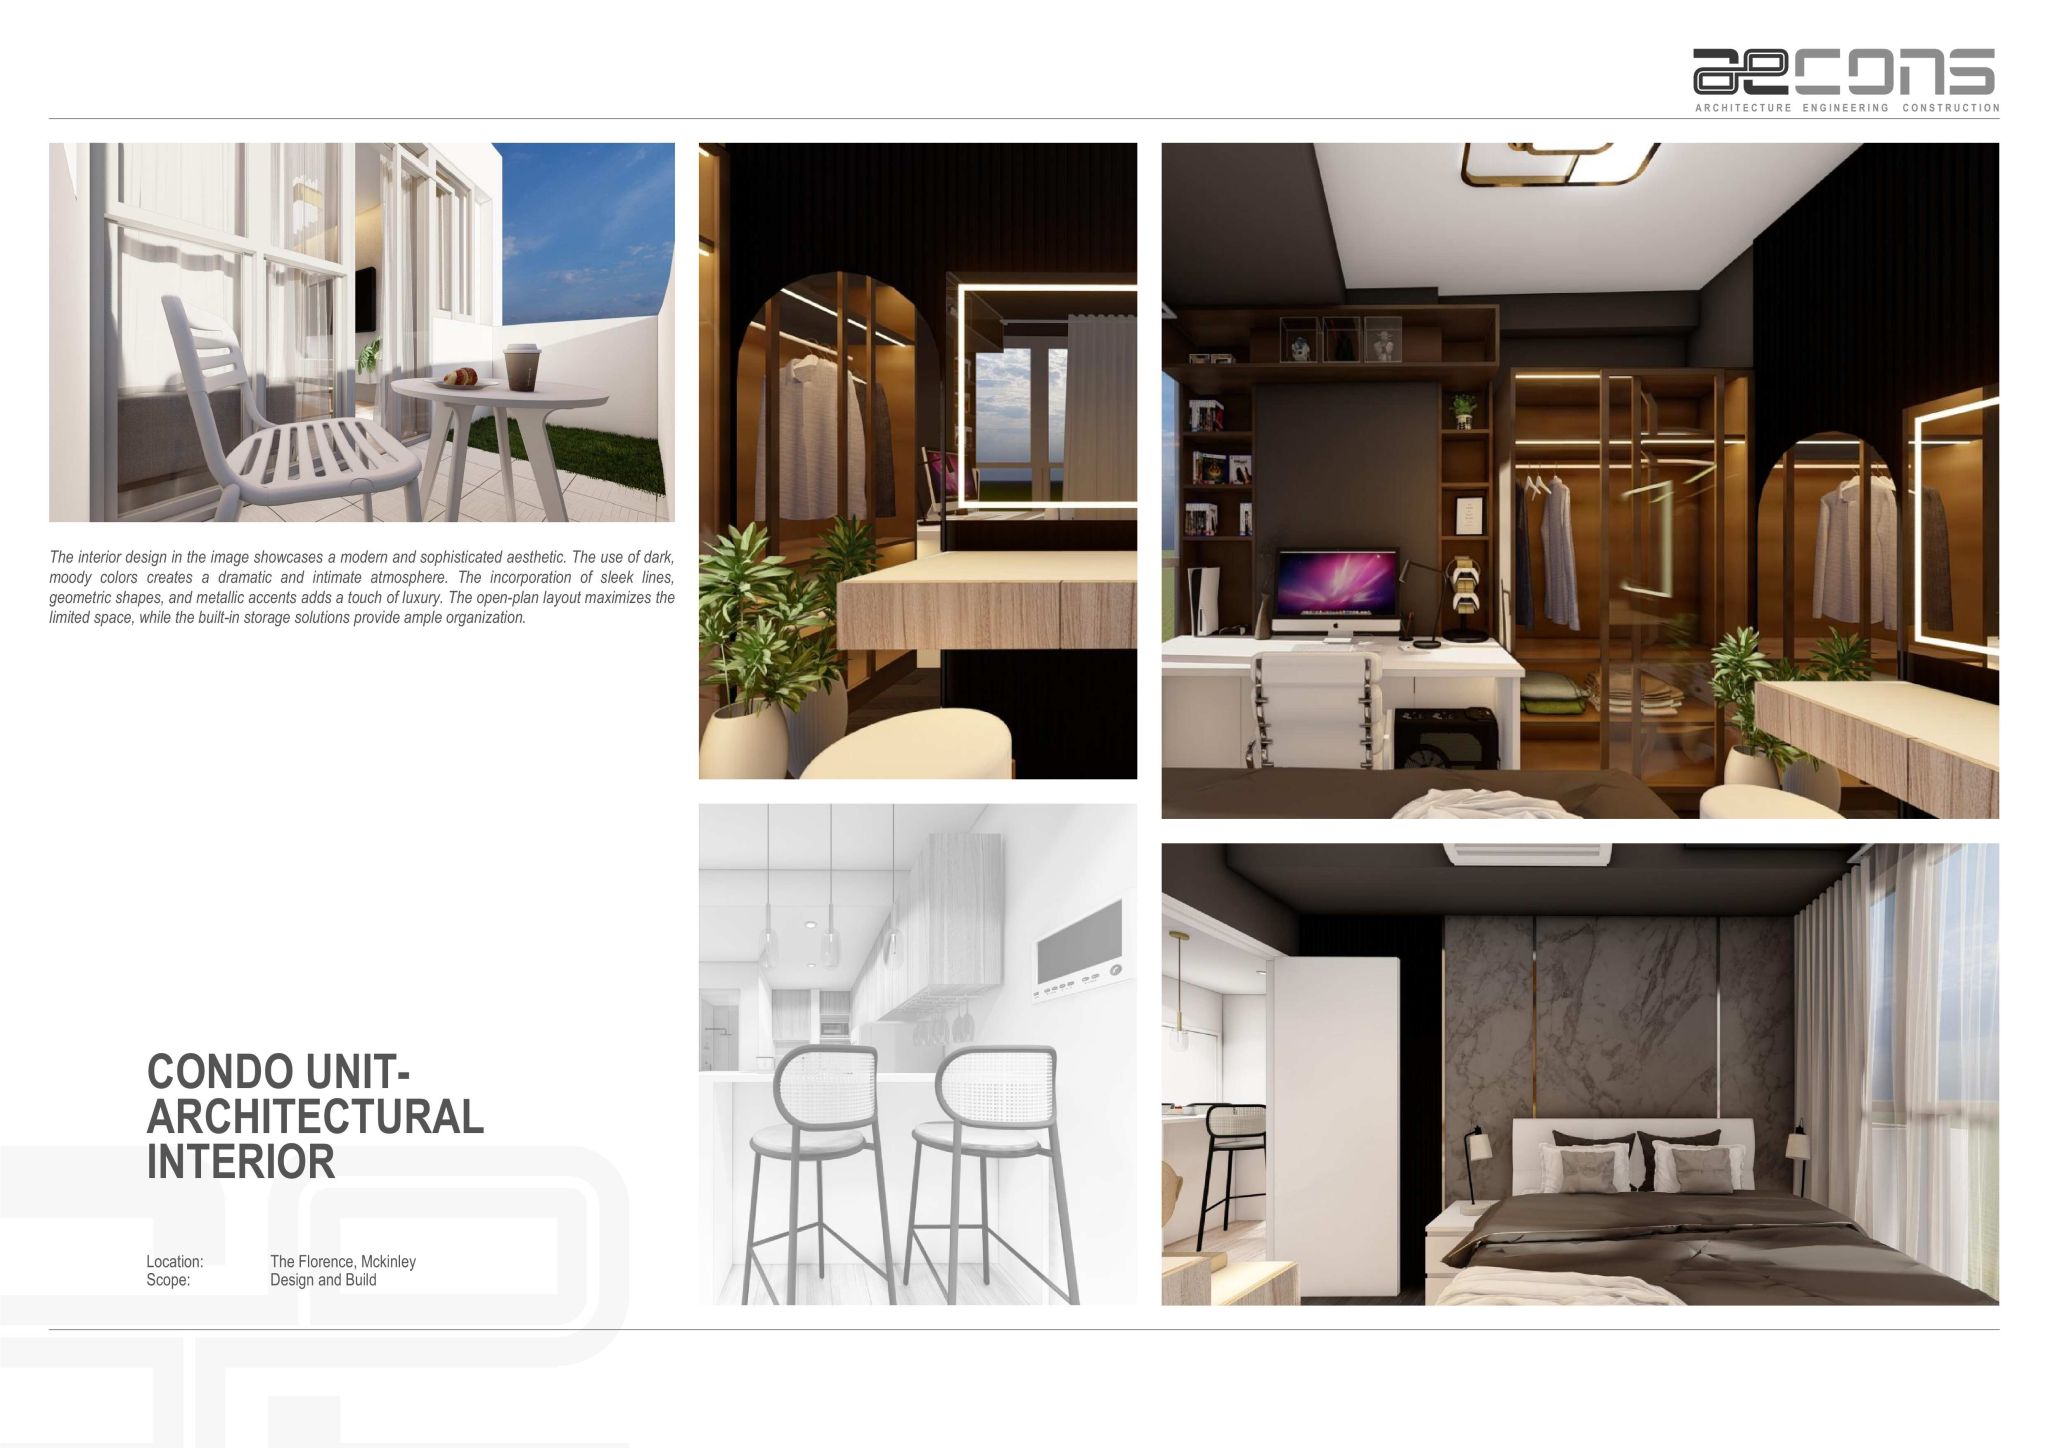 aecons
ARCHITECTURE ENGINEERING CONSTRUCTION
The interior design in the image showcases a modern and sophisticated aesthetic. The use of dark,
moody colors creates a dramatic and intimate atmosphere. The incorporation of sleek lines,
geometric shapes, and metallic accents adds a touch of luxury. The open-plan layout maximizes the
limited space, while the built-in storage solutions provide ample organization.
CONDO UNIT-
ARCHITECTURAL
INTERIOR
Location: The Florence, Mckinley
Scope: Design and Build